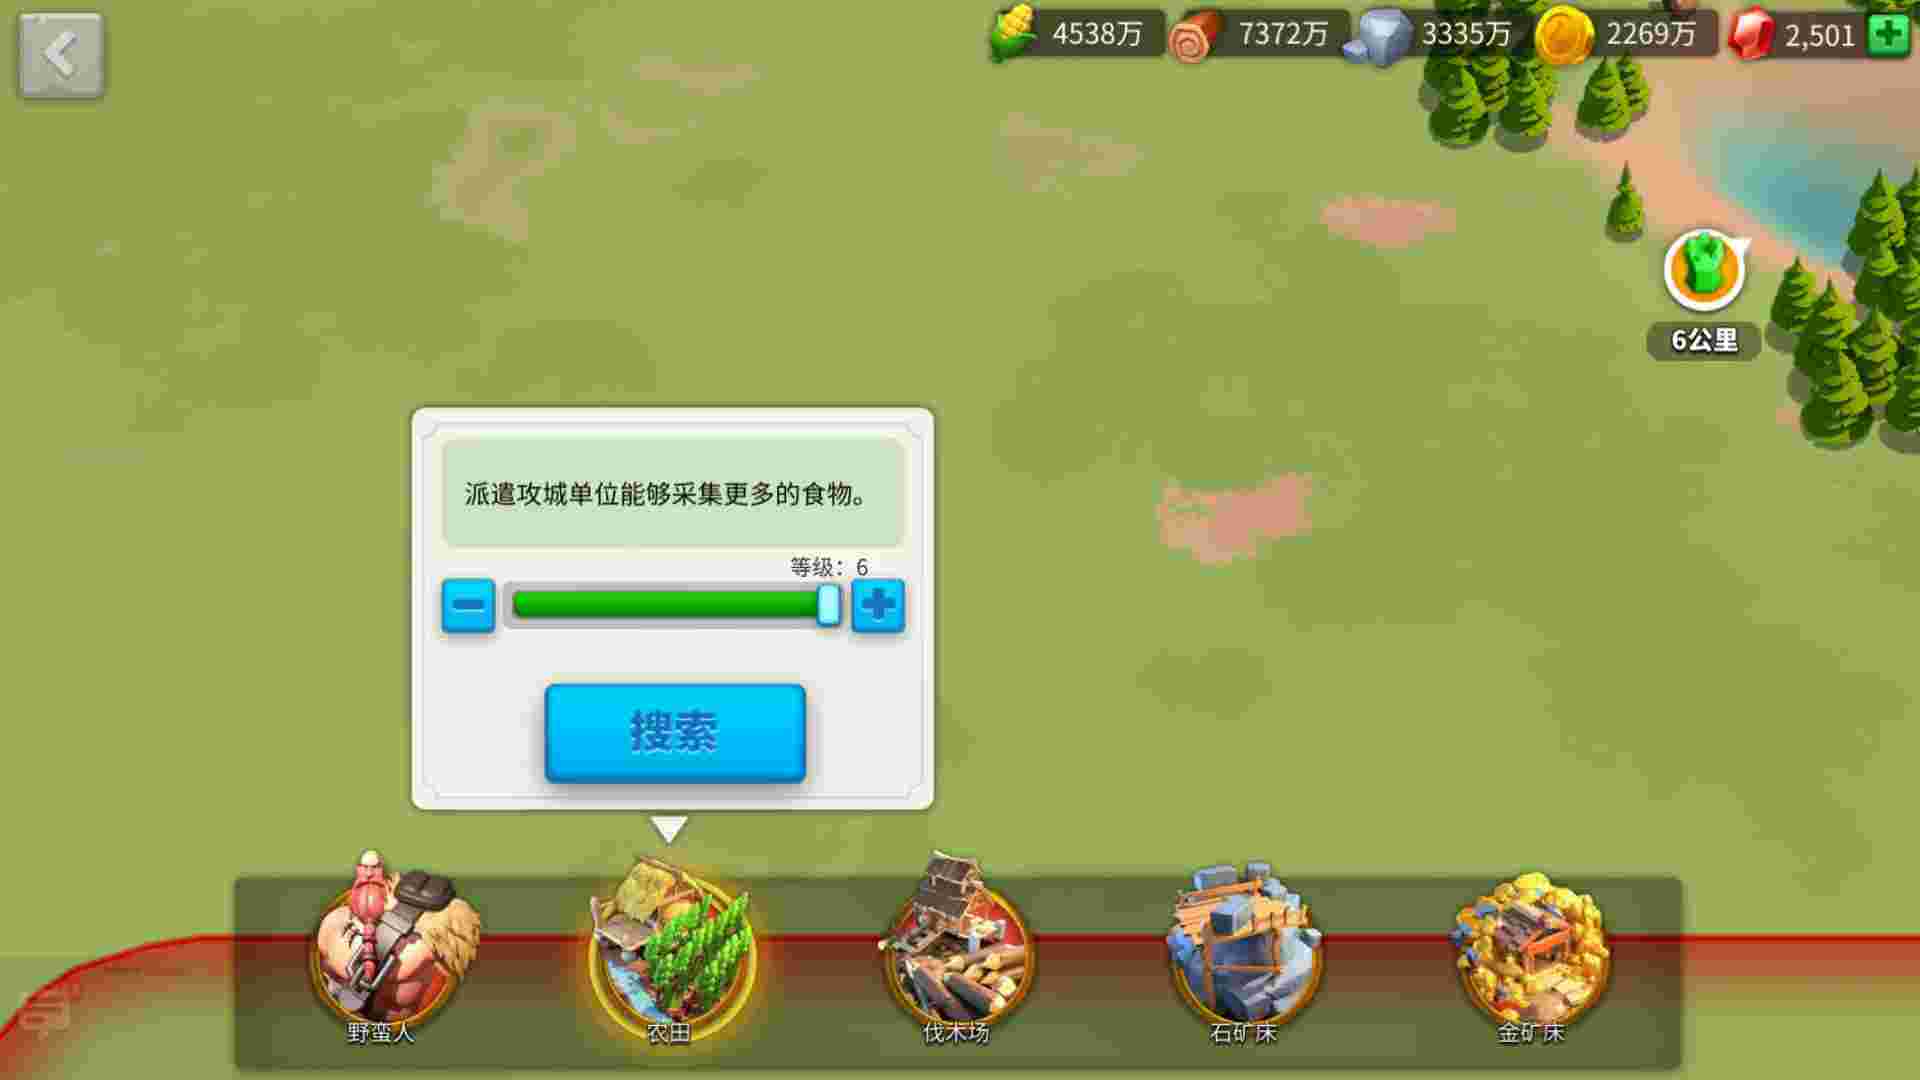 4538万 7372万 3335万 2269万 2,501
6公里
派遣攻城单位能够采集更多的食物。
等级：6
搜索
野蛮人 农田 伐木场 石矿床 金矿床